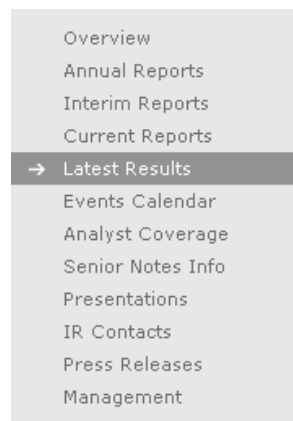 Overview
Annual Reports
Interim Reports
Current Reports
→ Latest Results
Events Calendar
Analyst Coverage
Senior Notes Info
Presentations
IR Contacts
Press Releases
Management